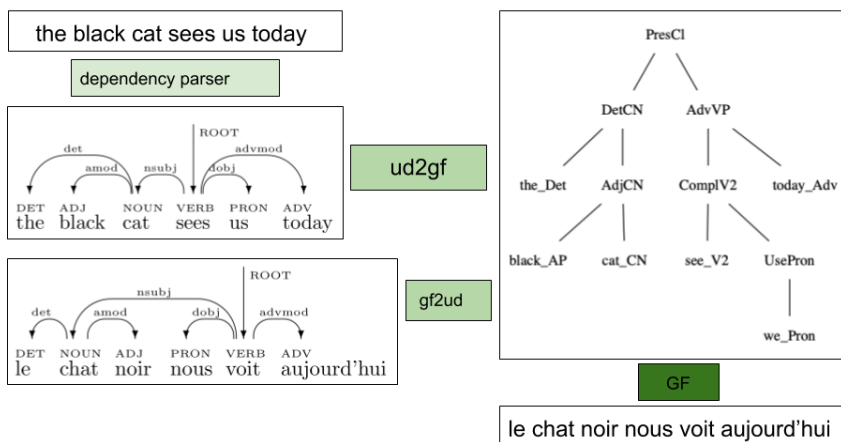 the black cat sees us today
dependency parser
ROOT
det advmod
amod nsubj dobj
DET ADJ NOUN VERB PRON ADV
the black cat sees us today
ud2gf
ROOT
nsubj
det amod dobj advmod
DET NOUN ADJ PRON VERB ADV
le chat noir nous voit aujourd'hui
gf2ud
PresCl
DetCN AdvVP
the_Det AdjCN ComplV2 today_Adv
black_AP cat_CN see_V2 UsePron
we_Pron
GF
le chat noir nous voit aujourd’hui